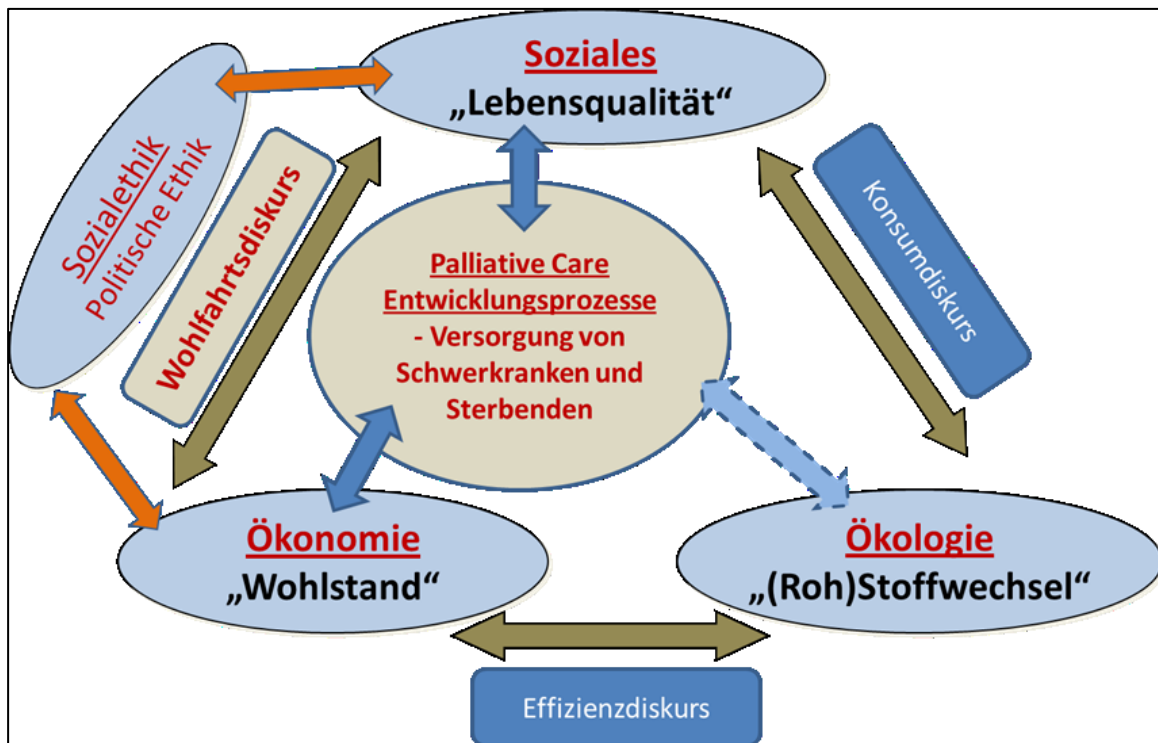 Soziales
„Lebensqualität“
Sozialethik
Politische Ethik
Wohlfahrtsdiskurs
Konsumdiskurs
Palliative Care
Entwicklungsprozesse
- Versorgung von
Schwerkranken und
Sterbenden
Ökonomie
„Wohlstand“
Ökologie
„(Roh)Stoffwechsel“
Effizienzdiskurs